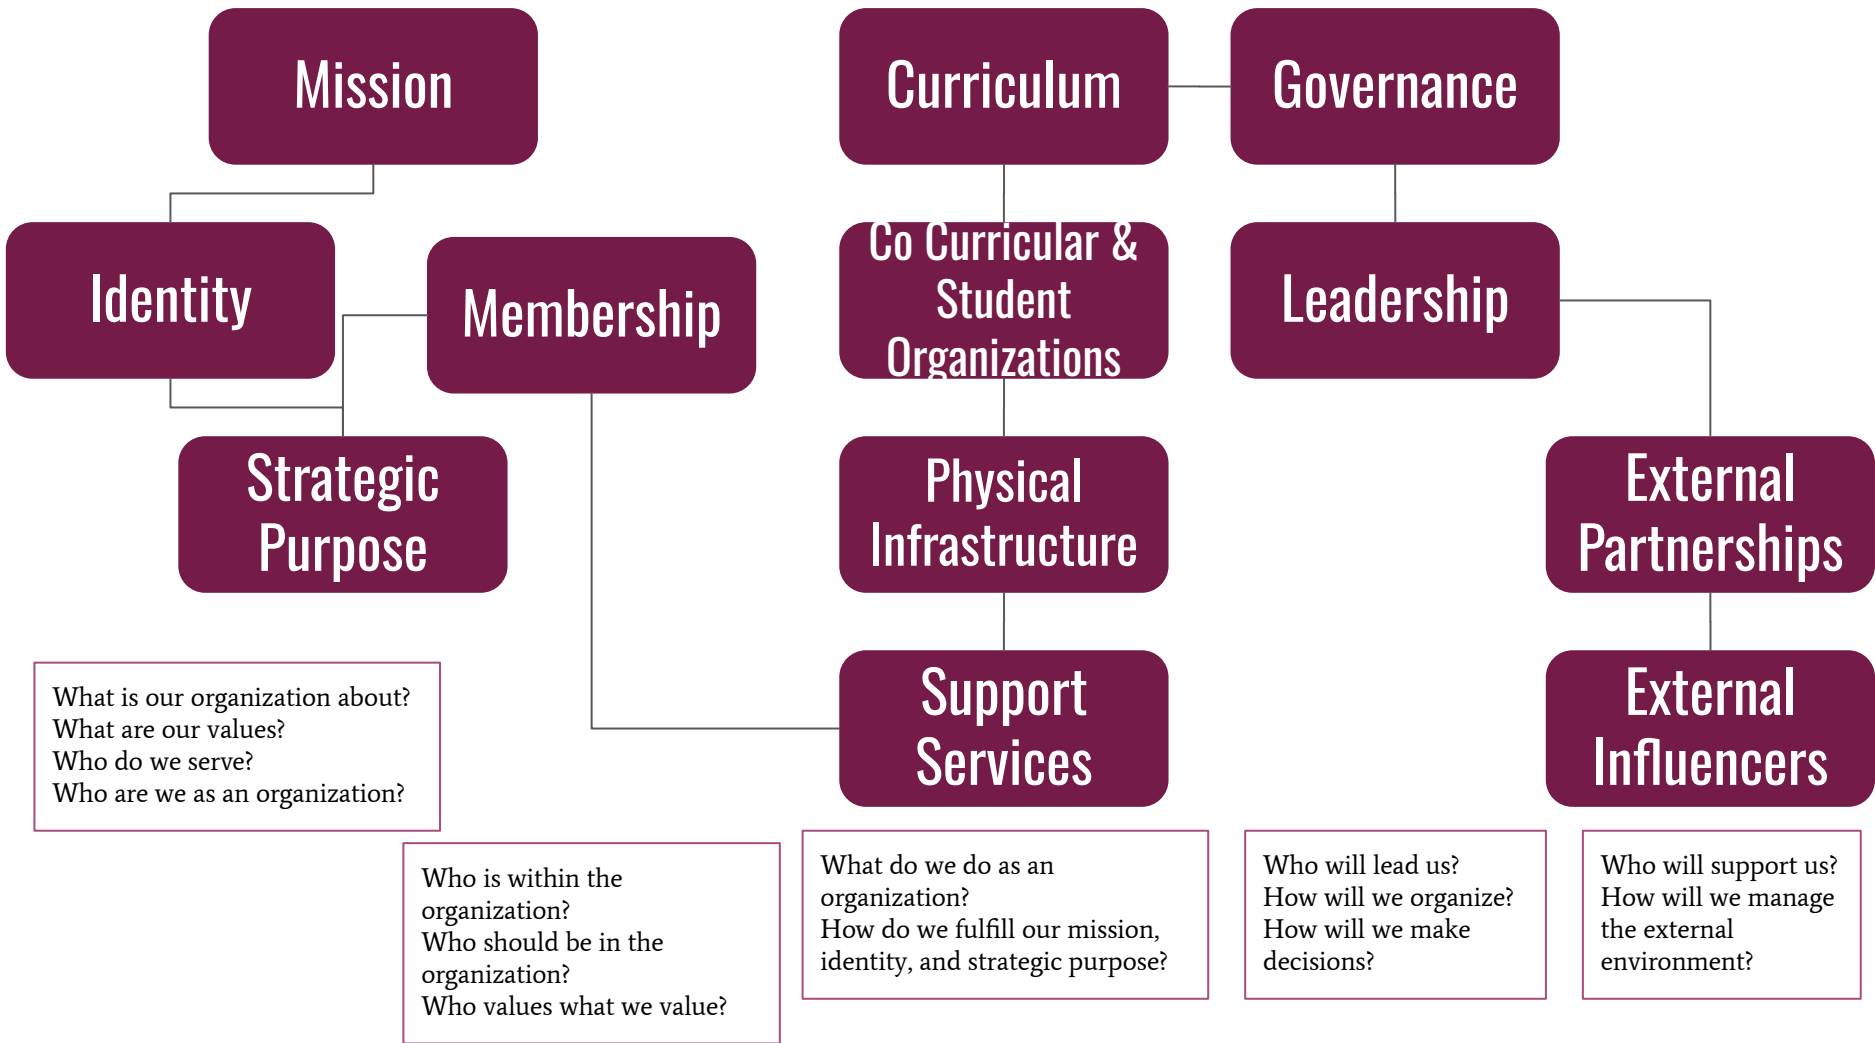 Mission
Curriculum
Governance
Identity
Membership
Co Curricular &
Student
Organizations
Leadership
Strategic
Purpose
Physical
Infrastructure
External
Partnerships
Support
Services
External
Influencers
What is our organization about?
What are our values?
Who do we serve?
Who are we as an organization?
Who is within the
organization?
Who should be in the
organization?
Who values what we value?
What do we do as an
organization?
How do we fulfill our mission,
identity, and strategic purpose?
Who will lead us?
How will we organize?
How will we make
decisions?
Who will support us?
How will we manage
the external
environment?